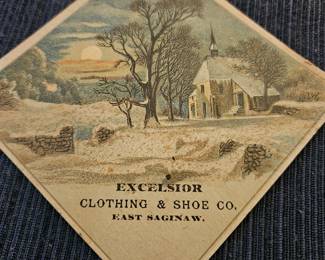 EXCELSIOR
CLOTHING & SHOE CO.
EAST SAGINAW.